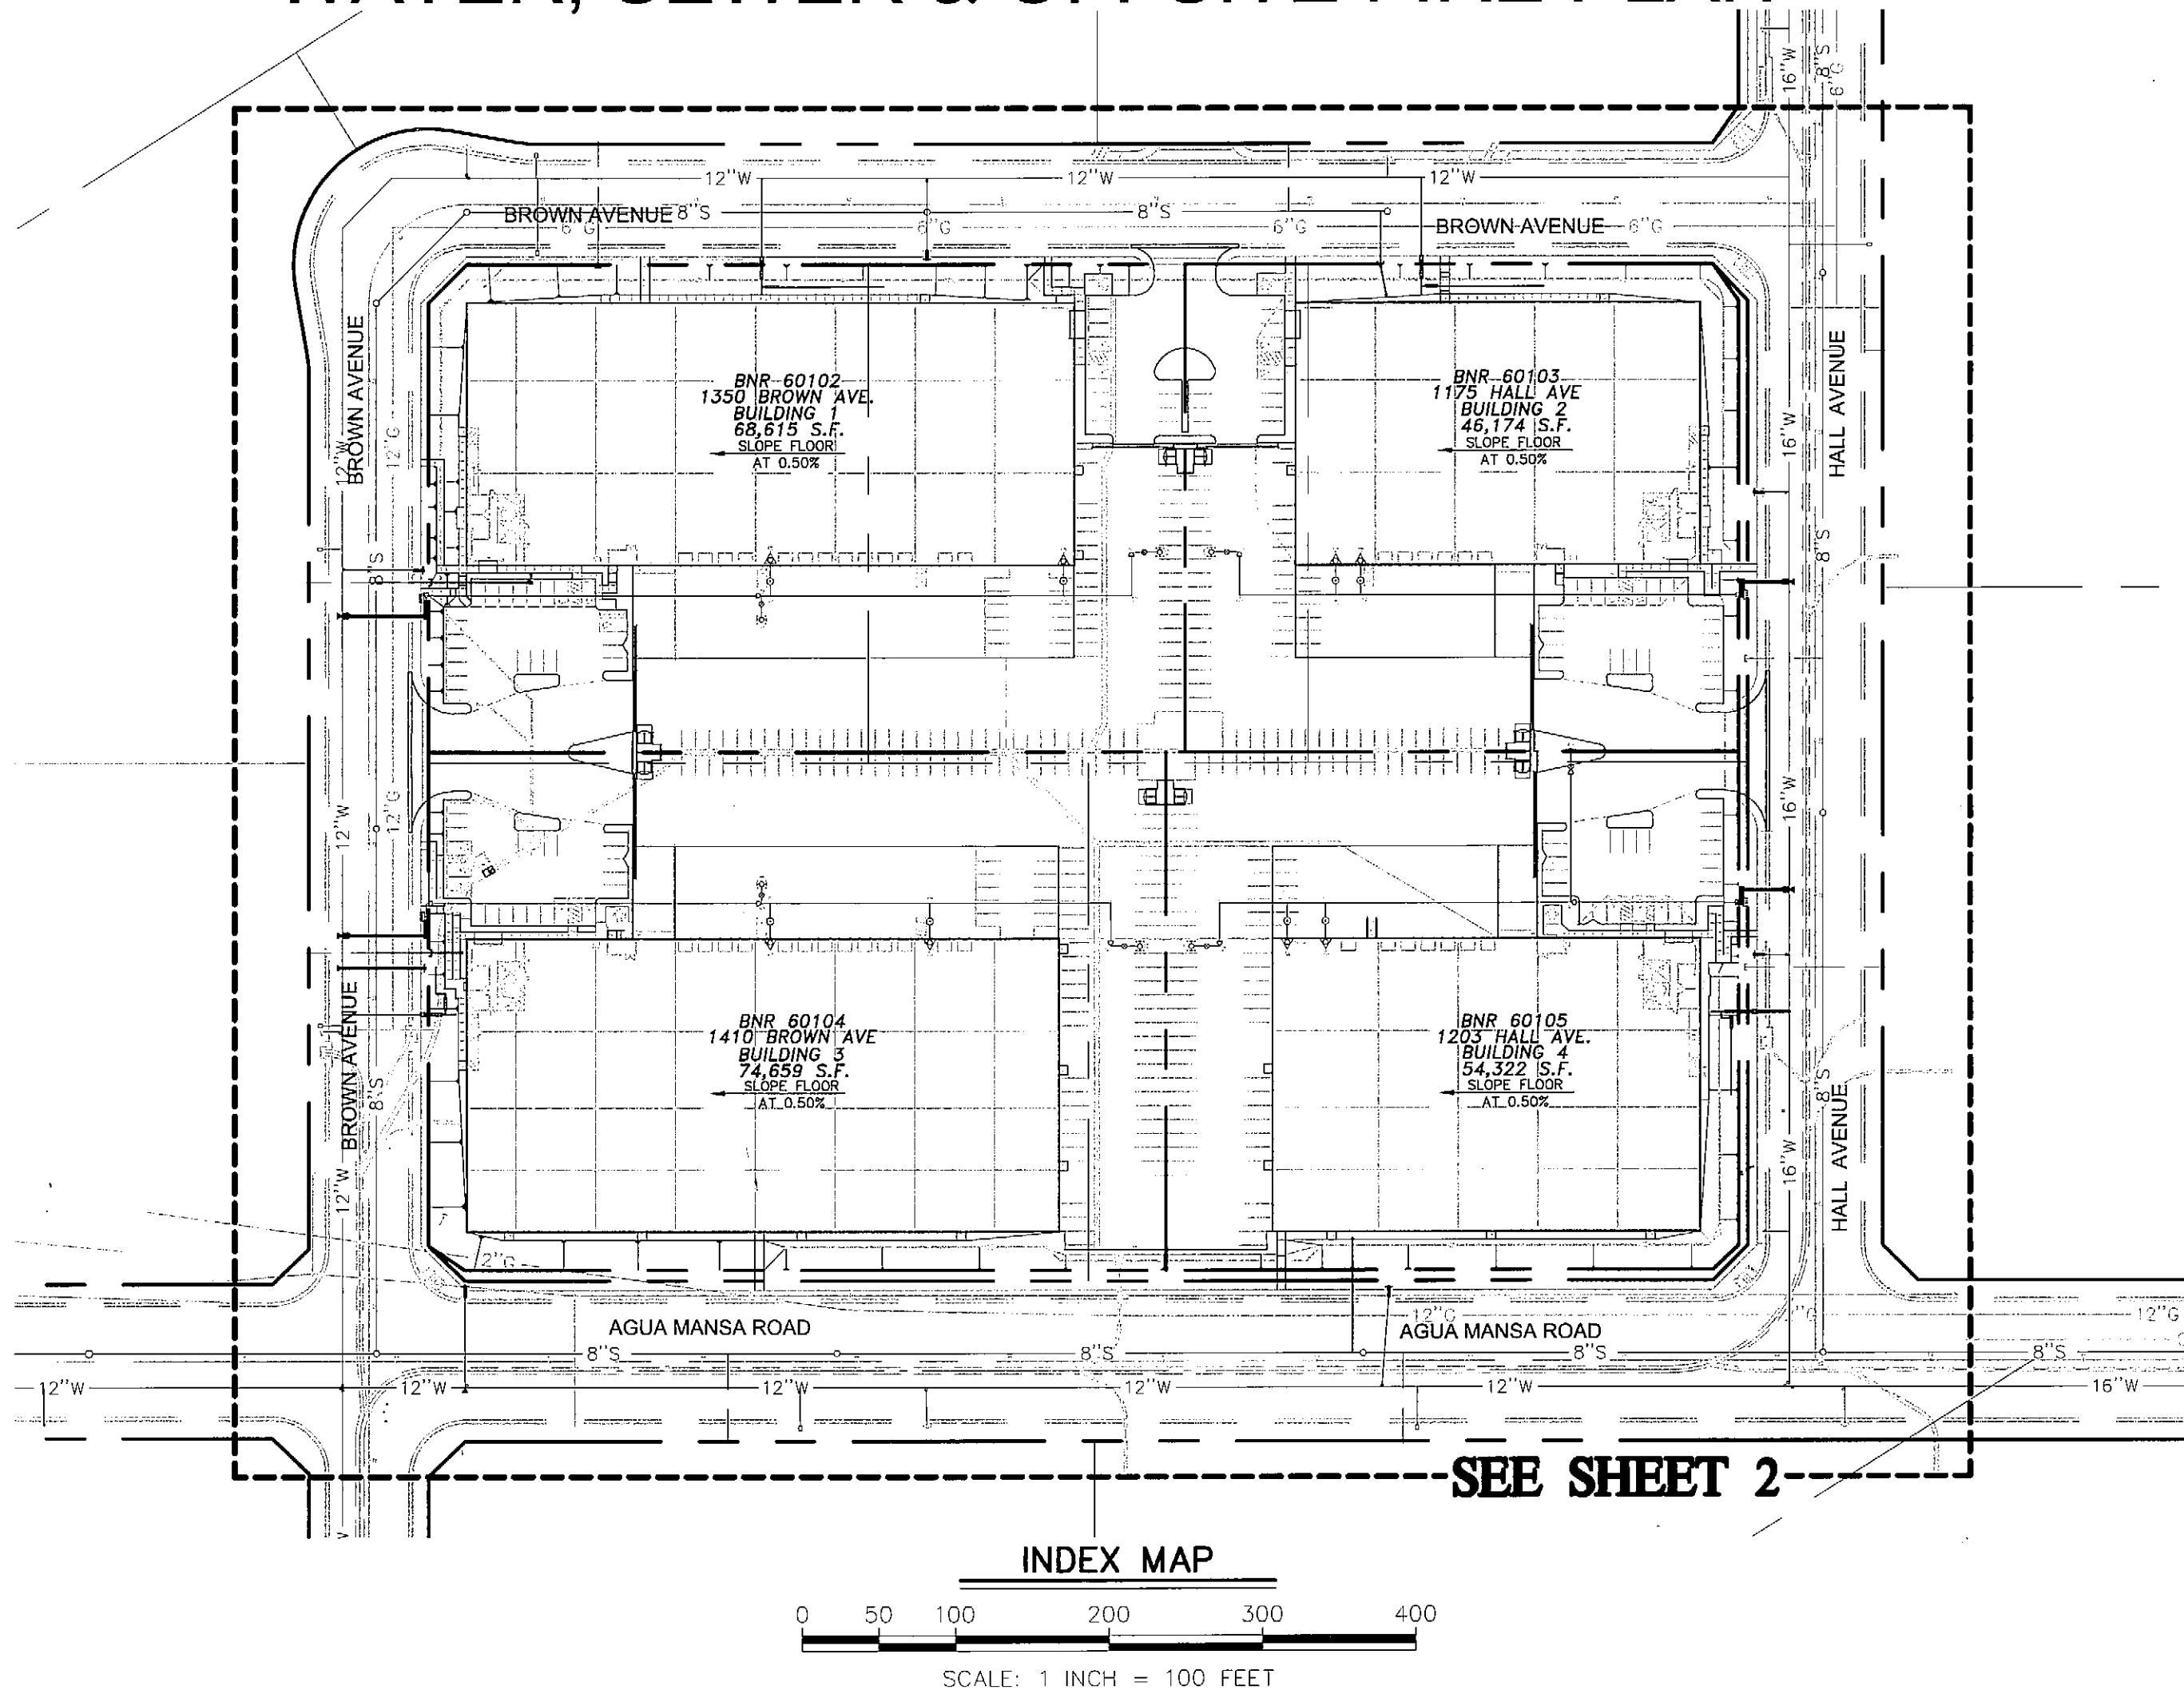 WATER, SEWER & OFFSITE FIRE PLAN
16"W
8"S
6"G
12"W
12"W
12"W
BROWN AVENUE
8"S
8"S
BROWN AVENUE
6"G
6"G
6"G
6"G
BROWN AVENUE
12"W
12"G
8"S
BNR 60102
1350 BROWN AVE.
BUILDING 1
68,615 S.F.
SLOPE FLOOR
AT 0.50%
BNR 60103
1175 HALL AVE
BUILDING 2
46,174 S.F.
SLOPE FLOOR
AT 0.50%
16"W
HALL AVENUE
8"S
12"W
12"G
16"W
CB
BNR 60104
1410 BROWN AVE
BUILDING 3
74,659 S.F.
SLOPE FLOOR
AT 0.50%
BNR 60105
1203 HALL AVE.
BUILDING 4
54,322 S.F.
SLOPE FLOOR
AT 0.50%
BROWN AVENUE
8"S
12"W
16"W
8"S
HALL AVENUE
2"G
12"G
"G
12"G
AGUA MANSA ROAD
AGUA MANSA ROAD
8"S
8"S
8"S
8"S
12"W
12"W
12"W
12"W
12"W
16"W
SEE SHEET 2
INDEX MAP
0 50 100 200 300 400
SCALE: 1 INCH = 100 FEET